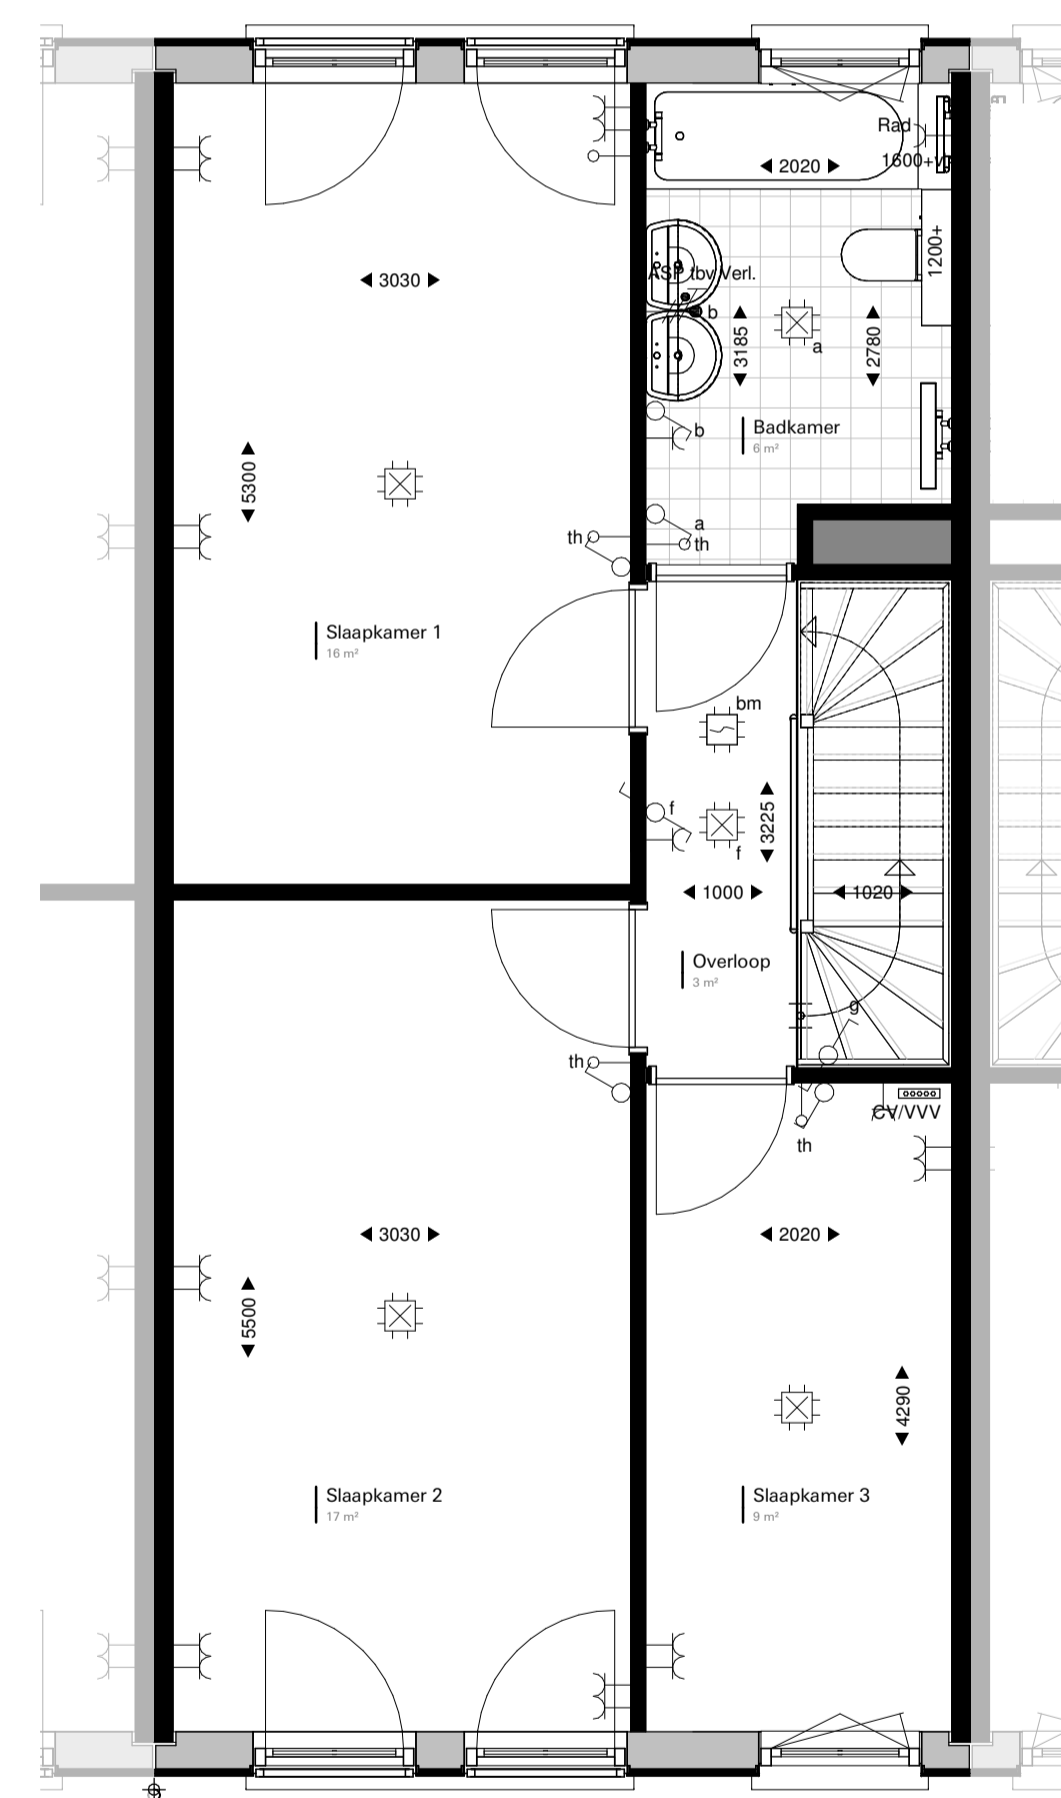 Rad
1600+v
2020
1200+
3030
ASP tbv Verl.
b
3185
a
2780
Badkamer
6 m²
b
5300
a
th
th
Slaapkamer 1
16 m²
bm
f
f
3225
1000
1020
Overloop
3 m²
g
th
CAI/VVV
th
3030
2020
5500
4290
Slaapkamer 2
17 m²
Slaapkamer 3
9 m²